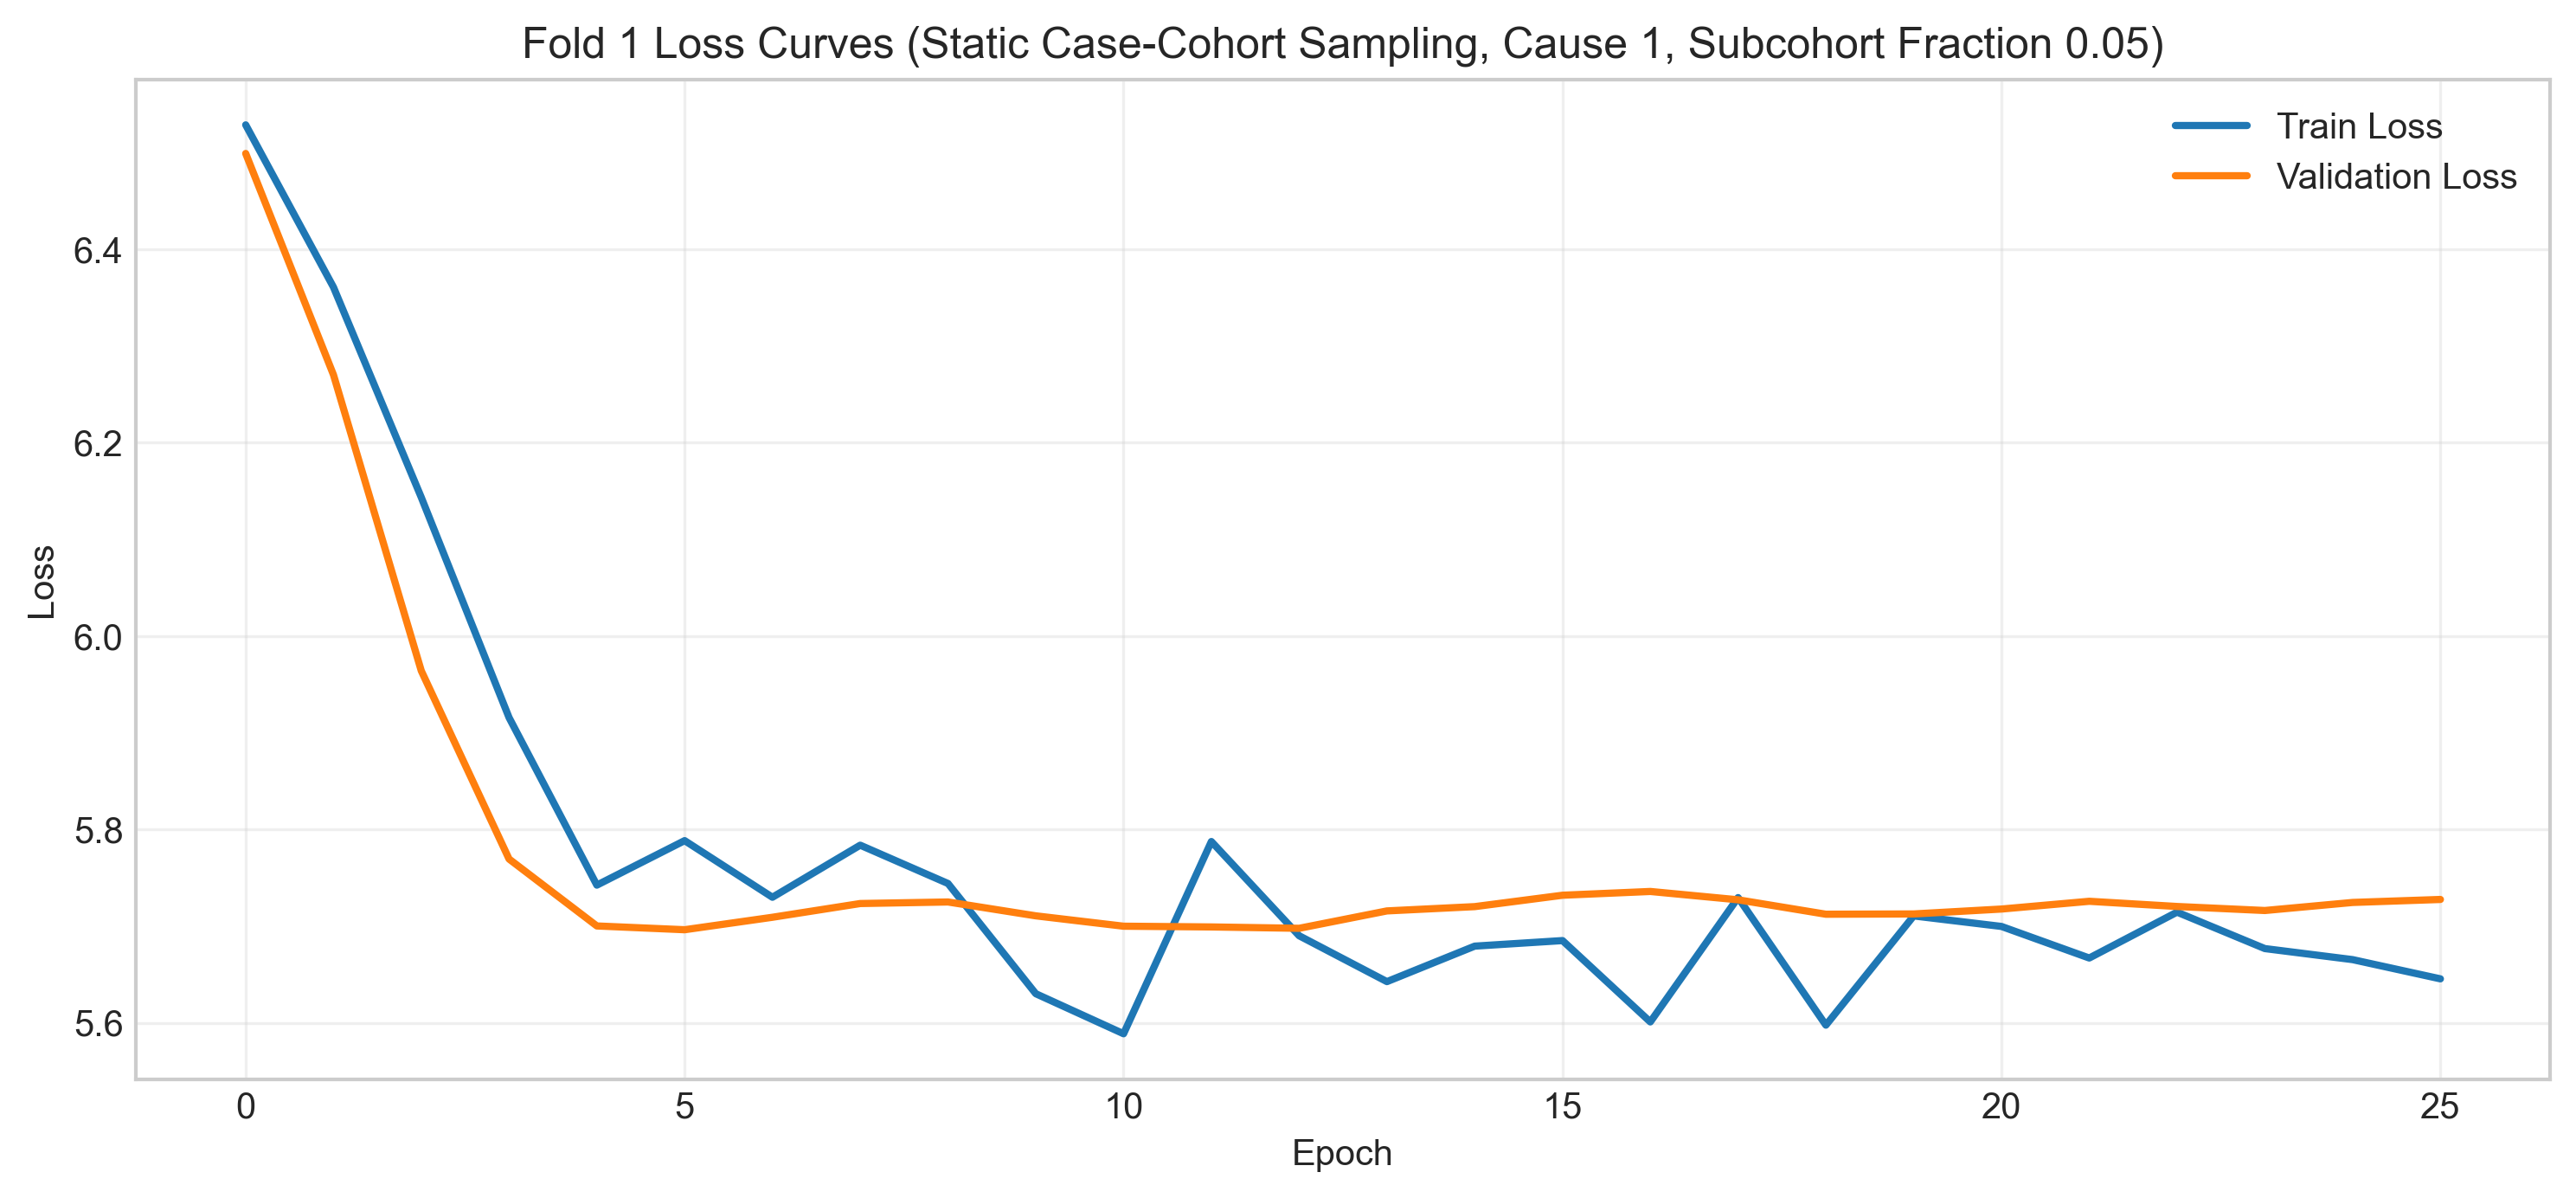 Fold 1 Loss Curves (Static Case-Cohort Sampling, Cause 1, Subcohort Fraction 0.05)
Train Loss
Validation Loss
Loss
6.4
6.2
6.0
5.8
5.6
0 5 10 15 20 25
Epoch